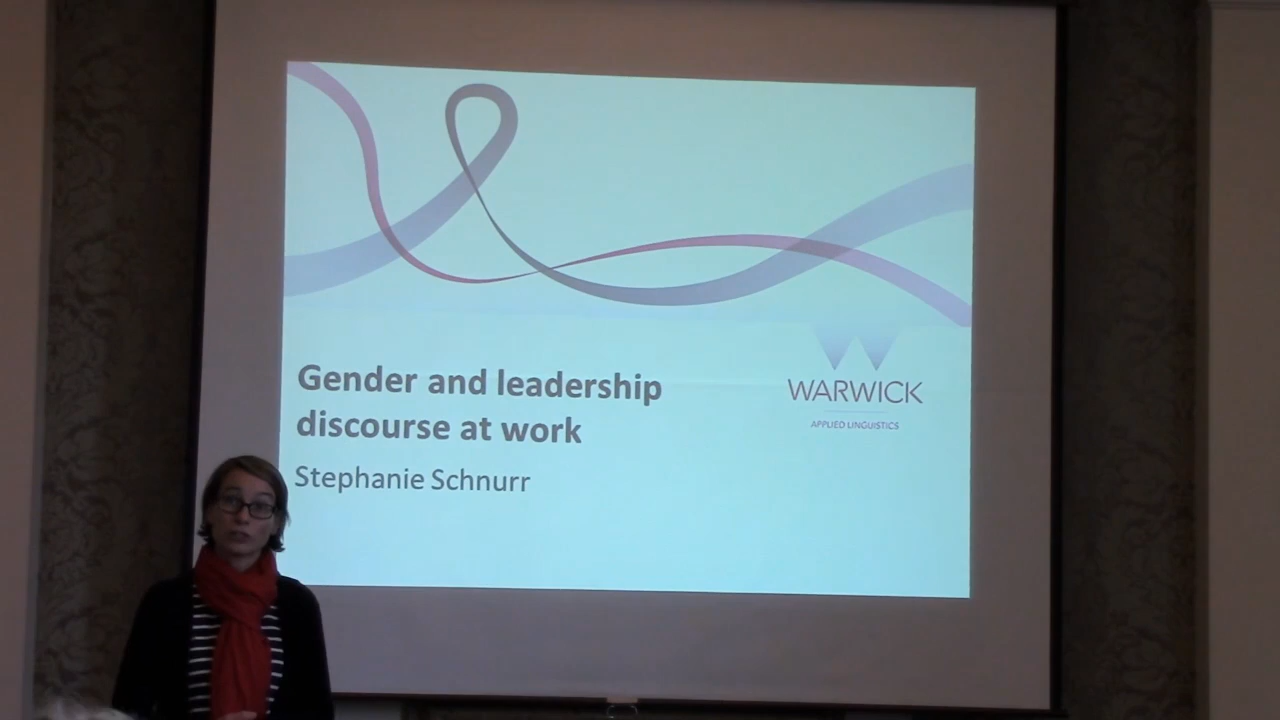 Gender and leadership
discourse at work
Stephanie Schnurr
WARWICK
APPLIED LINGUISTICS